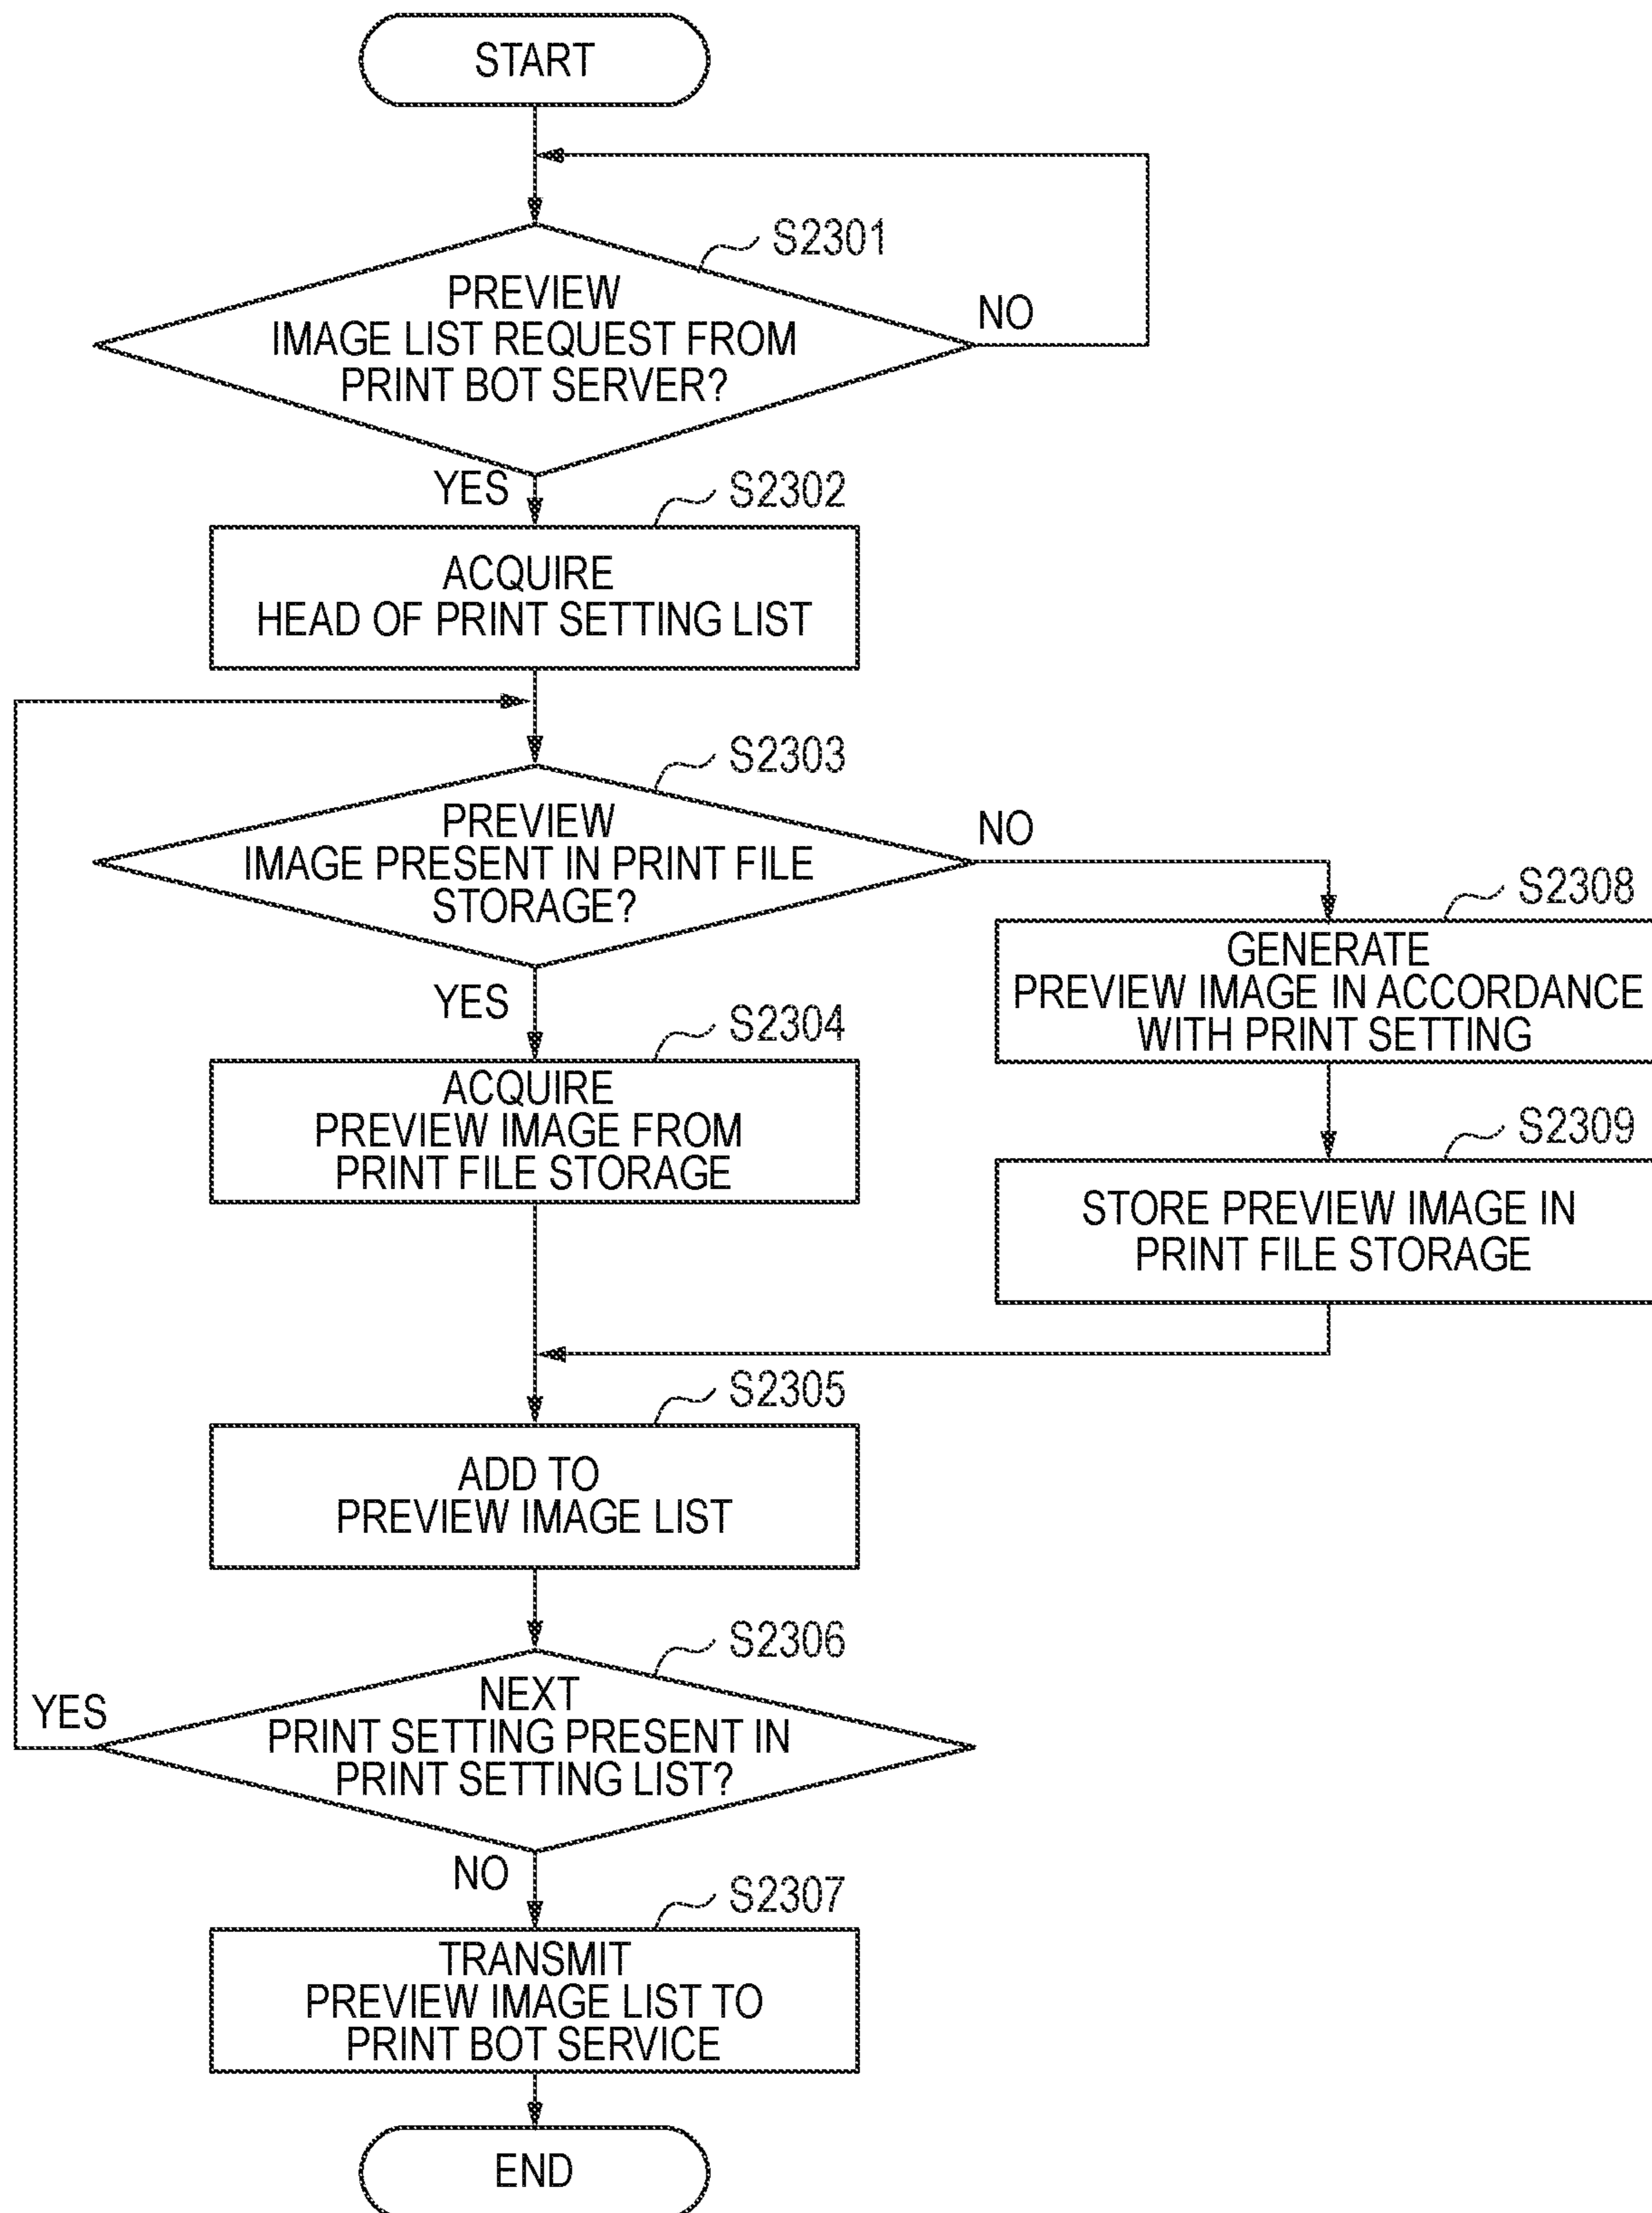 START
S2301
PREVIEW
IMAGE LIST REQUEST FROM
PRINT BOT SERVER?
NO
YES
S2302
ACQUIRE
HEAD OF PRINT SETTING LIST
S2303
PREVIEW
IMAGE PRESENT IN PRINT FILE
STORAGE?
NO
YES
S2308
GENERATE
PREVIEW IMAGE IN ACCORDANCE
WITH PRINT SETTING
S2304
ACQUIRE
PREVIEW IMAGE FROM
PRINT FILE STORAGE
S2309
STORE PREVIEW IMAGE IN
PRINT FILE STORAGE
S2305
ADD TO
PREVIEW IMAGE LIST
S2306
NEXT
PRINT SETTING PRESENT IN
PRINT SETTING LIST?
YES
NO
S2307
TRANSMIT
PREVIEW IMAGE LIST TO
PRINT BOT SERVICE
END